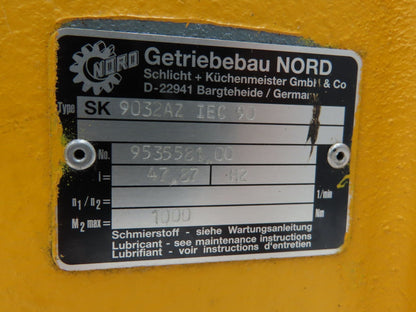 NORD
Getriebebau NORD
Schlicht + Küchenmeister GmbH & Co
D-22941 Bargteheide / Germany
Type SK 9032AZ IEC 90
No. 9535581.00
i= 47,87 HZ
n1 / n2= 1/min
M2 max= 1000 Nm
Schmierstoff - siehe Wartungsanleitung
Lubricant - see maintenance instructions
Lubrifiant - voir instructions d'entretien